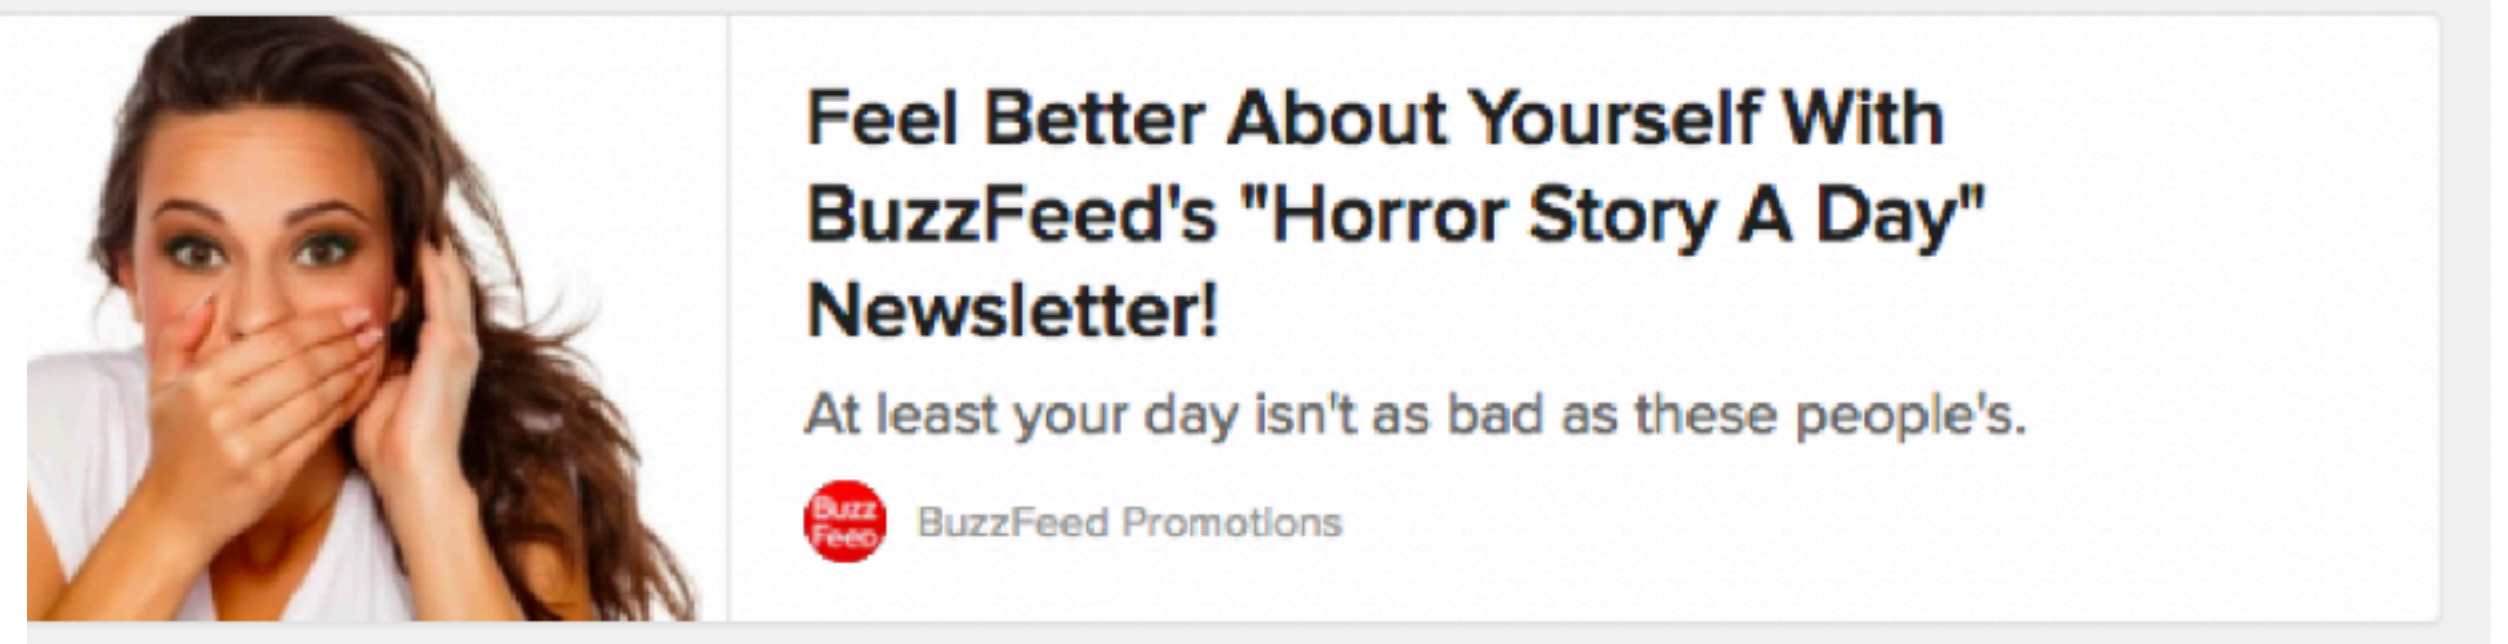 Feel Better About Yourself With
BuzzFeed's "Horror Story A Day"
Newsletter!
At least your day isn't as bad as these people's.
Buzz
Feed
BuzzFeed Promotions